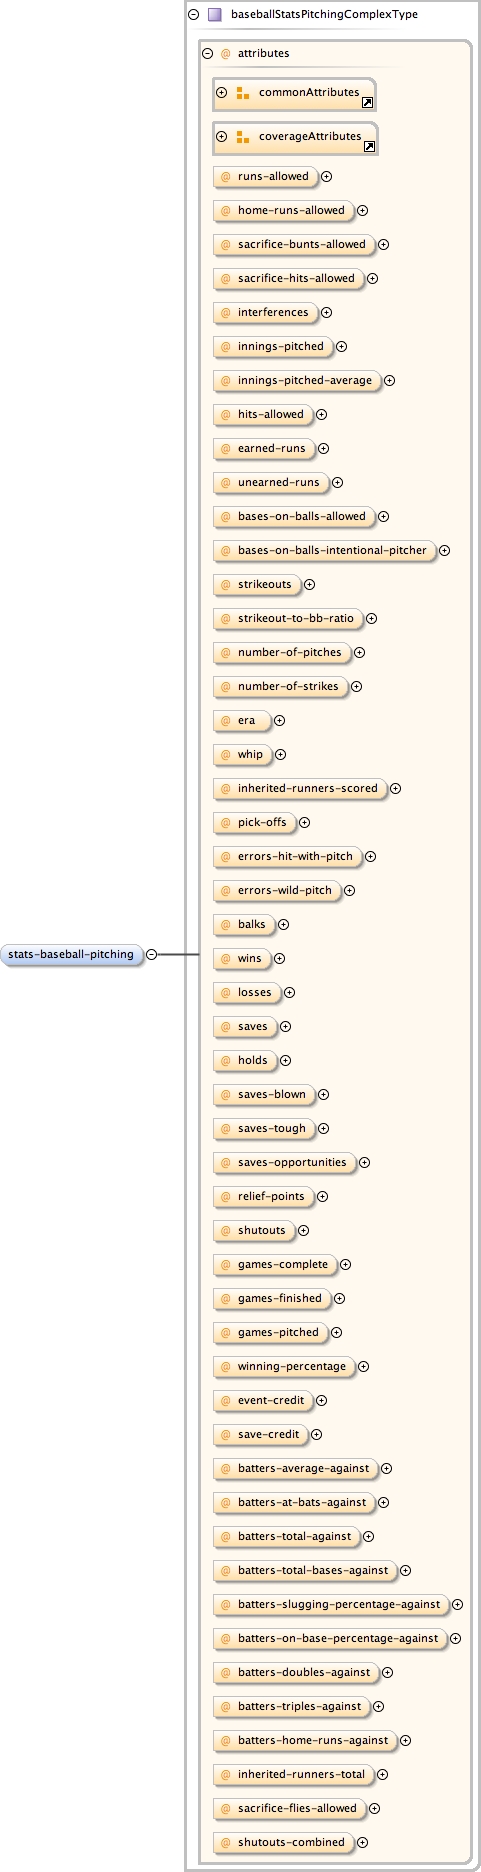 baseballStatsPitchingComplexType
@ attributes
commonAttributes
coverageAttributes
@ runs-allowed
@ home-runs-allowed
@ sacrifice-bunts-allowed
@ sacrifice-hits-allowed
@ interferences
@ innings-pitched
@ innings-pitched-average
@ hits-allowed
@ earned-runs
@ unearned-runs
@ bases-on-balls-allowed
@ bases-on-balls-intentional-pitcher
@ strikeouts
@ strikeout-to-bb-ratio
@ number-of-pitches
@ number-of-strikes
@ era
@ whip
@ inherited-runners-scored
@ pick-offs
@ errors-hit-with-pitch
@ errors-wild-pitch
@ balks
stats-baseball-pitching
@ wins
@ losses
@ saves
@ holds
@ saves-blown
@ saves-tough
@ saves-opportunities
@ relief-points
@ shutouts
@ games-complete
@ games-finished
@ games-pitched
@ winning-percentage
@ event-credit
@ save-credit
@ batters-average-against
@ batters-at-bats-against
@ batters-total-against
@ batters-total-bases-against
@ batters-slugging-percentage-against
@ batters-on-base-percentage-against
@ batters-doubles-against
@ batters-triples-against
@ batters-home-runs-against
@ inherited-runners-total
@ sacrifice-flies-allowed
@ shutouts-combined